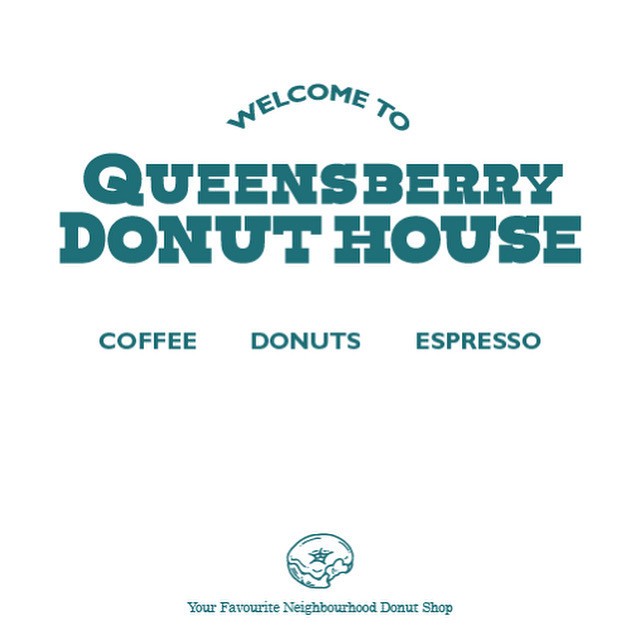 WELCOME TO
QUEENSBERRY
DONUT HOUSE
COFFEE DONUTS ESPRESSO
Your Favourite Neighbourhood Donut Shop